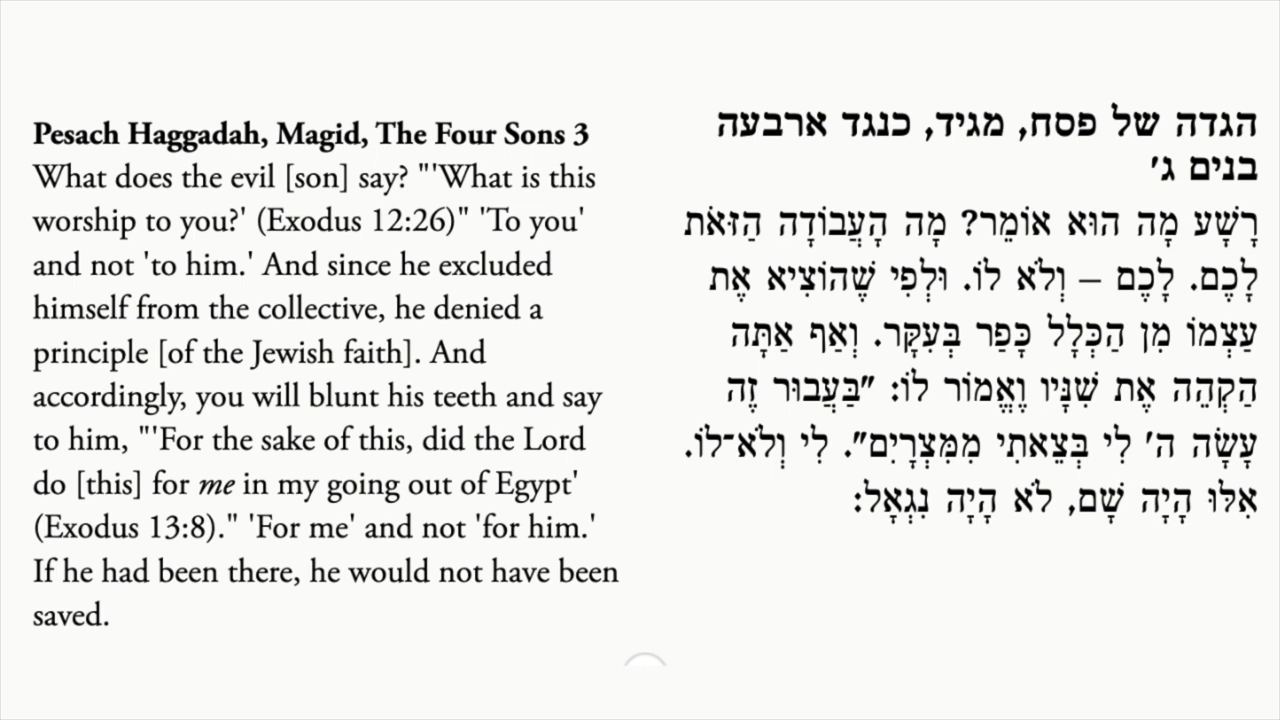 Pesach Haggadah, Magid, The Four Sons 3
What does the evil [son] say? "'What is this
worship to you?' (Exodus 12:26)" 'To you'
and not 'to him.' And since he excluded
himself from the collective, he denied a
principle [of the Jewish faith]. And
accordingly, you will blunt his teeth and say
to him, "'For the sake of this, did the Lord
do [this] for me in my going out of Egypt'
(Exodus 13:8)." 'For me' and not 'for him.'
If he had been there, he would not have been
saved.
הגדה של פסח, מגיד, כנגד ארבעה
בנים ג׳
רָשָׁע מָה הוּא אוֹמֵר? מָה הָעֲבוֹדָה הַזֹּאת
לָכֶם. לָכֶם – וְלֹא לוֹ. וּלְפִי שֶׁהוֹצִיא אֶת
עַצְמוֹ מִן הַכְּלָל כָּפַר בְּעִקָּר. וְאַף אַתָּה
הַקְהֵה אֶת שִׁנָּיו וֶאֱמוֹר לוֹ: "בַּעֲבוּר זֶה
עָשָׂה ה׳ לִי בְּצֵאתִי מִמִּצְרָיִם". לִי וְלֹא־לוֹ.
אִלּוּ הָיָה שָׁם, לֹא הָיָה נִגְאָל: